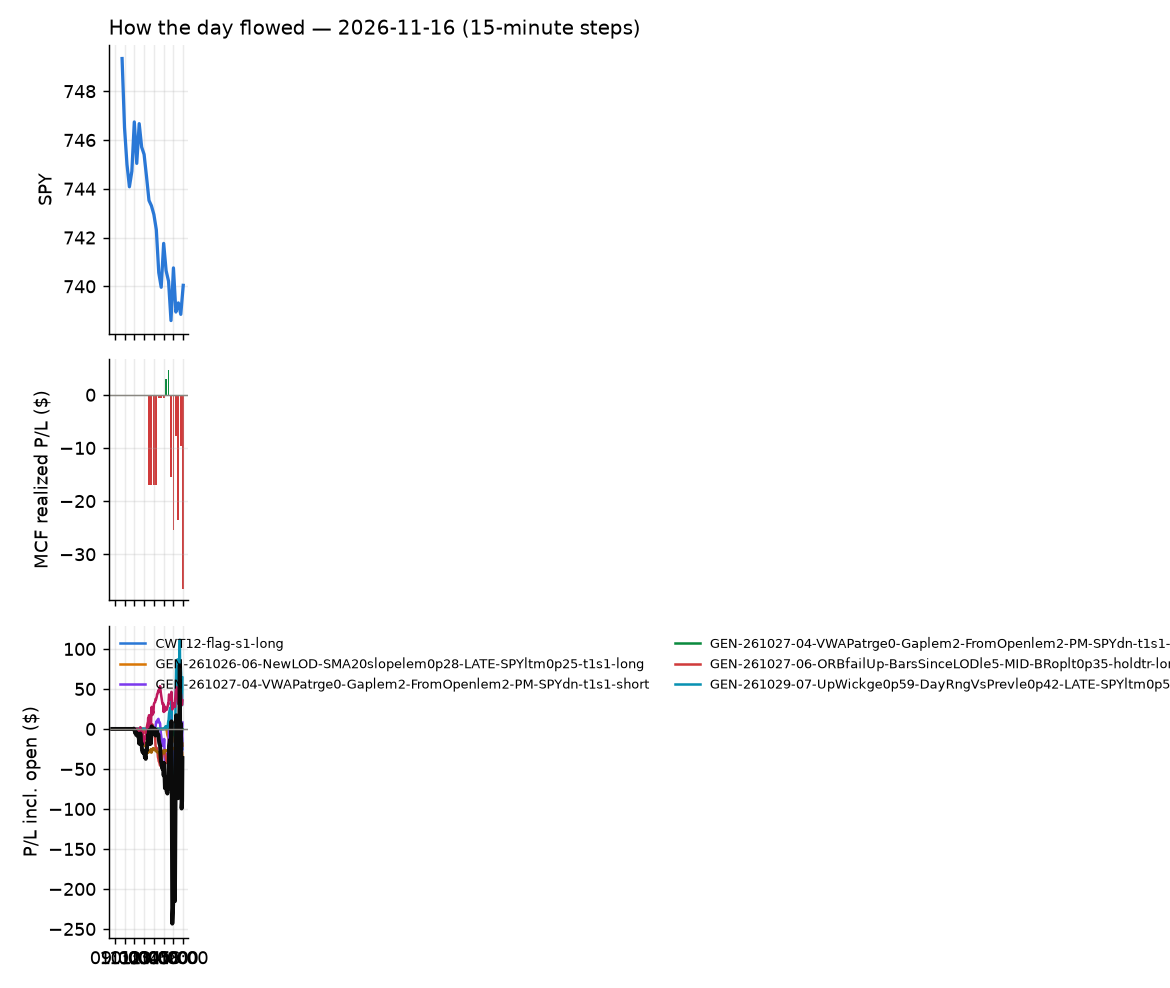 How the day flowed — 2026-11-16 (15-minute steps)
SPY
748
746
744
742
740
MCF realized P/L ($)
0
−10
−20
−30
P/L incl. open ($)
100
50
0
−50
−100
−150
−200
−250
CWT12-flag-s1-long
GEN-261026-06-NewLOD-SMA20slopelem0p28-LATE-SPYltm0p25-t1s1-long
GEN-261027-04-VWAPatrge0-Gaplem2-FromOpenlem2-PM-SPYdn-t1s1-short
GEN-261027-04-VWAPatrge0-Gaplem2-FromOpenlem2-PM-SPYdn-t1s1-
GEN-261027-06-ORBfailUp-BarsSinceLODle5-MID-BRoplt0p35-holdtr-lo
GEN-261029-07-UpWickge0p59-DayRngVsPrevle0p42-LATE-SPYltm0p5